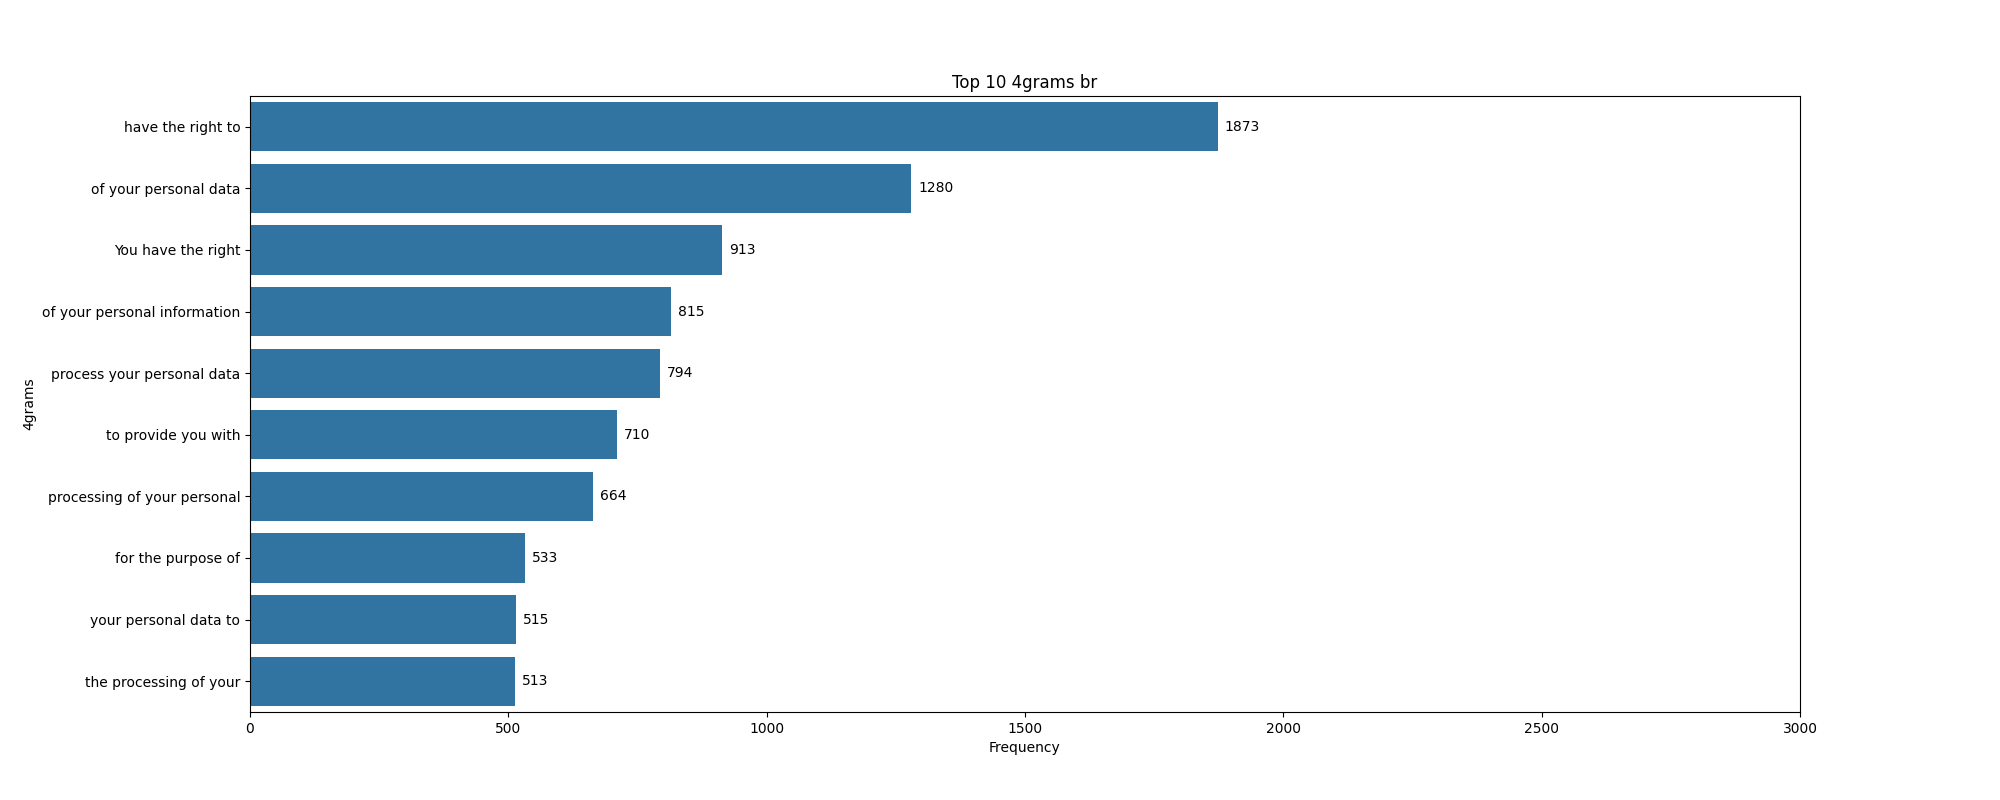 Top 10 4grams br
have the right to 1873
of your personal data 1280
You have the right 913
of your personal information 815
process your personal data 794
to provide you with 710
processing of your personal 664
for the purpose of 533
your personal data to 515
the processing of your 513
4grams
0 500 1000 1500 2000 2500 3000
Frequency